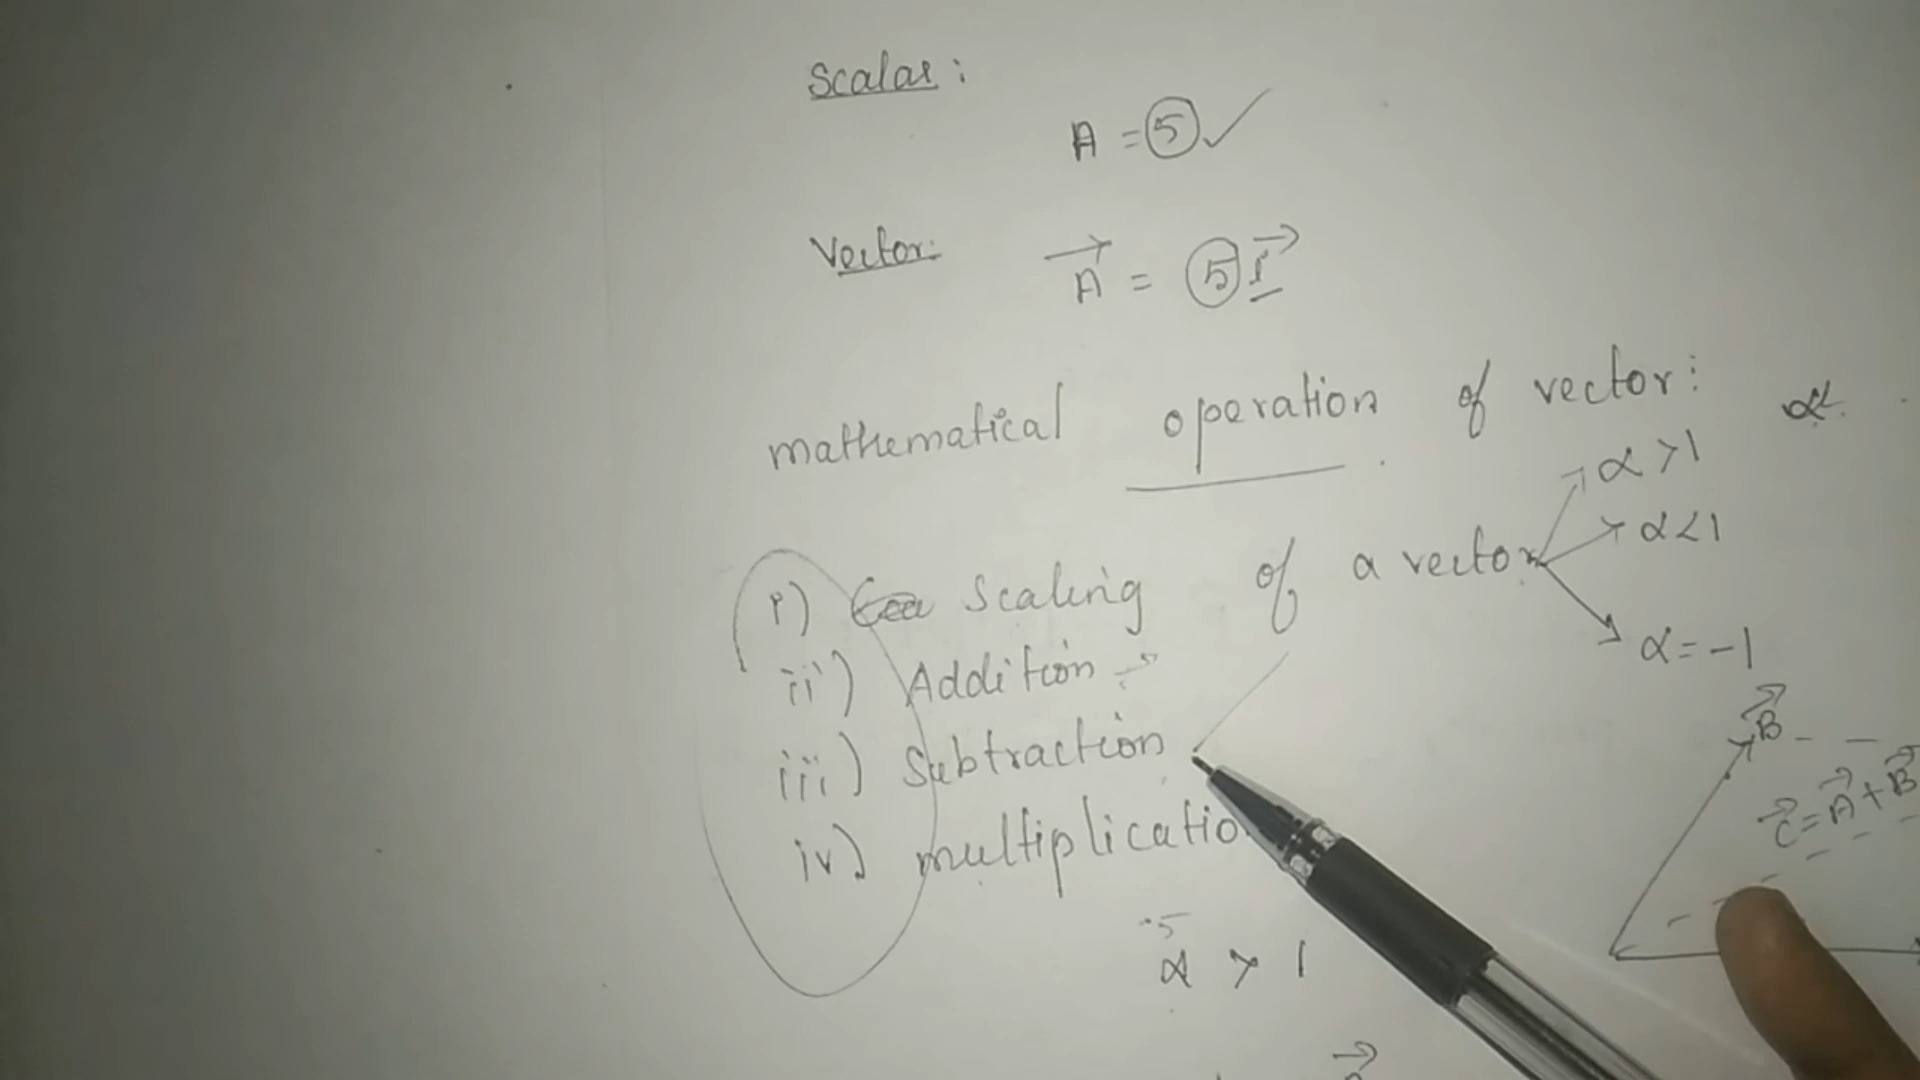 Scalar :
A = 5 ✓
Vector:
A⃗ = 5 I⃗
mathematical operation of vector:
α
i) Scaling of a vector
α > 1
α < 1
α = -1
ii) Addition
iii) Subtraction
iv) multiplicatio
B⃗
C⃗ = A⃗ + B⃗
5
α > 1